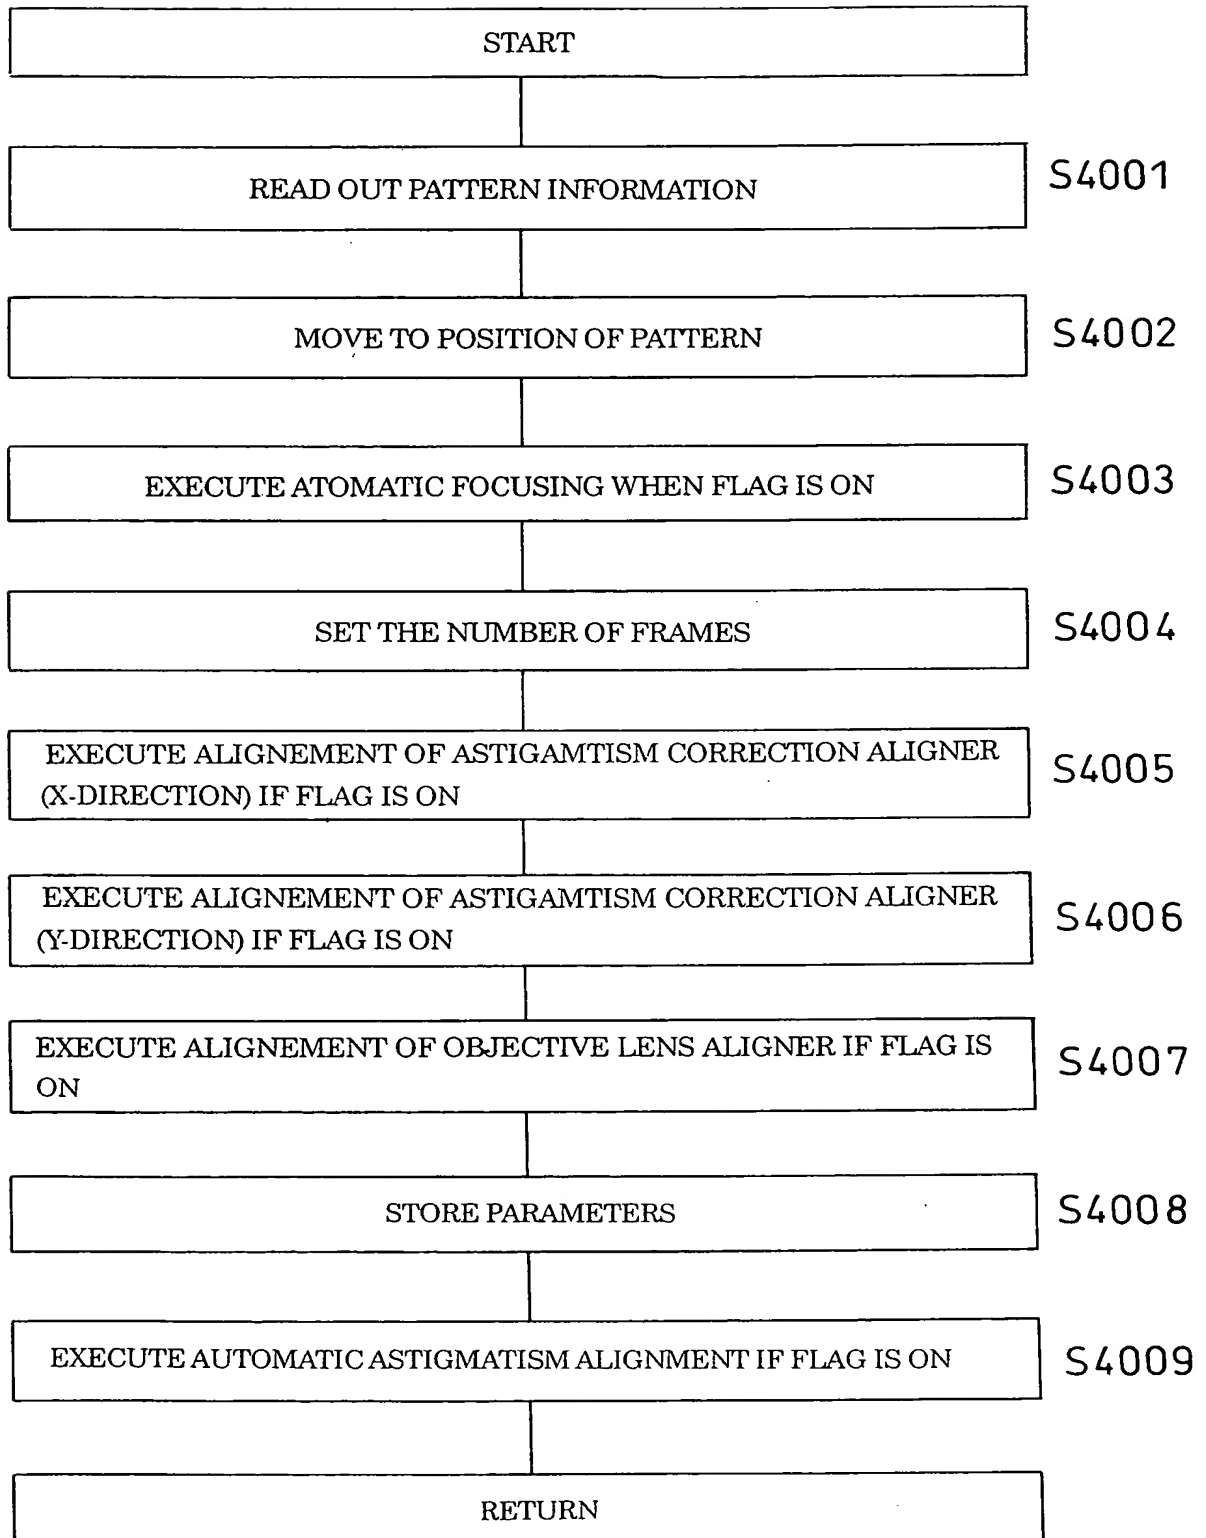 START
READ OUT PATTERN INFORMATION
S4001
MOVE TO POSITION OF PATTERN
S4002
EXECUTE ATOMATIC FOCUSING WHEN FLAG IS ON
S4003
SET THE NUMBER OF FRAMES
S4004
EXECUTE ALIGNEMENT OF ASTIGAMTISM CORRECTION ALIGNER
(X-DIRECTION) IF FLAG IS ON
S4005
EXECUTE ALIGNEMENT OF ASTIGAMTISM CORRECTION ALIGNER
(Y-DIRECTION) IF FLAG IS ON
S4006
EXECUTE ALIGNEMENT OF OBJECTIVE LENS ALIGNER IF FLAG IS
ON
S4007
STORE PARAMETERS
S4008
EXECUTE AUTOMATIC ASTIGMATISM ALIGNMENT IF FLAG IS ON
S4009
RETURN